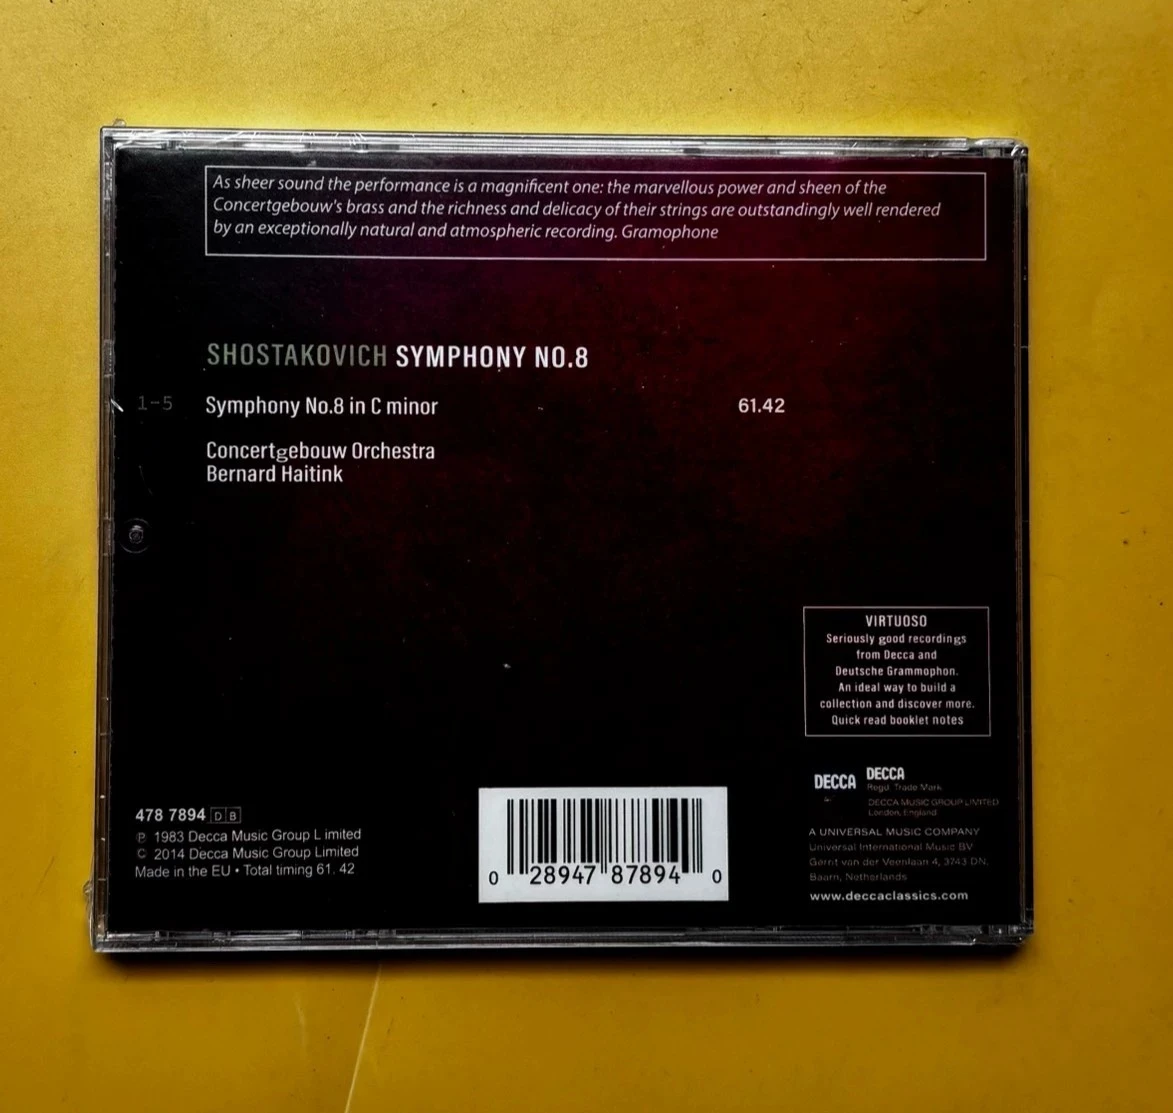 As sheer sound the performance is a magnificent one: the marvellous power and sheen of the
Concertgebouw's brass and the richness and delicacy of their strings are outstandingly well rendered
by an exceptionally natural and atmospheric recording. Gramophone
SHOSTAKOVICH SYMPHONY NO.8
1-5 Symphony No.8 in C minor 61.42
Concertgebouw Orchestra
Bernard Haitink
VIRTUOSO
Seriously good recordings
from Decca and
Deutsche Grammophon.
An ideal way to build a
collection and discover more.
Quick read booklet notes
478 7894 D B
℗ 1983 Decca Music Group L imited
© 2014 Decca Music Group Limited
Made in the EU • Total timing 61. 42
0 28947 87894 0
DECCA
DECCA
Regd. Trade Mark
DECCA MUSIC GROUP LIMITED
London, England
A UNIVERSAL MUSIC COMPANY
Universal International Music BV
Gerrit van der Veenlaan 4, 3743 DN,
Baarn, Netherlands
www.deccaclassics.com